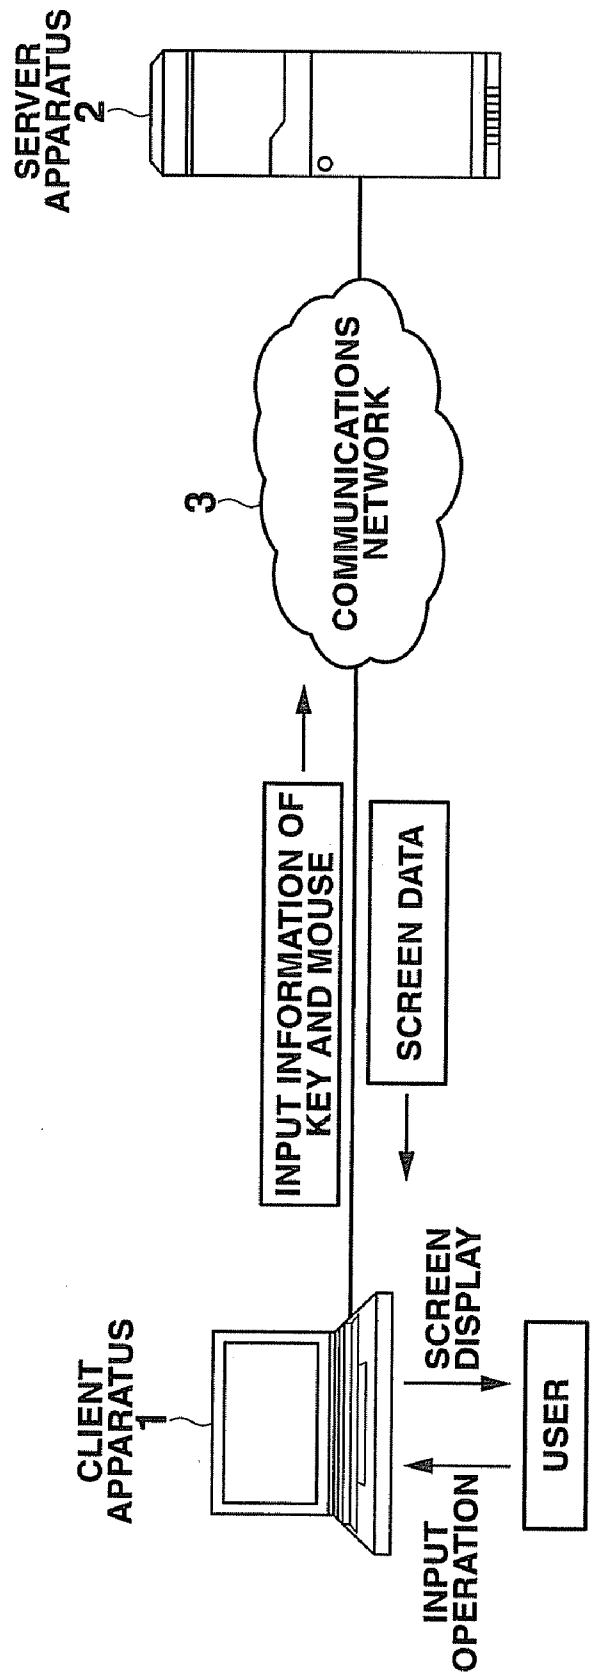 CLIENT
APPARATUS
1
INPUT INFORMATION OF
KEY AND MOUSE
3
COMMUNICATIONS
NETWORK
SERVER
APPARATUS
2
SCREEN DATA
INPUT
OPERATION
SCREEN
DISPLAY
USER